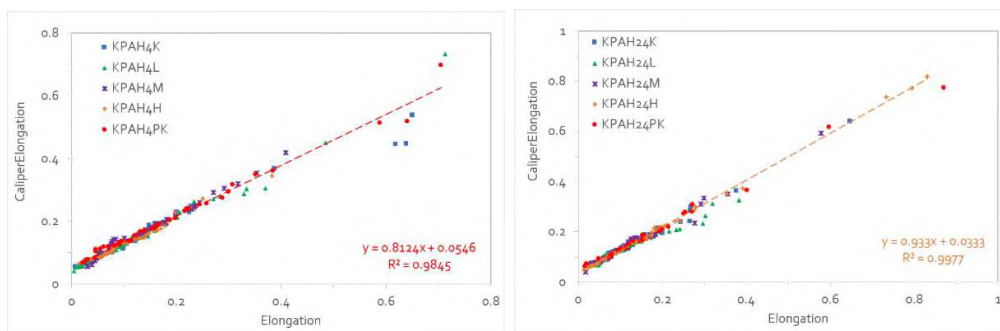 0.8
KPAH4K
KPAH4L
KPAH4M
KPAH4H
KPAH4PK
0.6
CaliperElongation
0.4
0.2
y = 0.8124x + 0.0546
R² = 0.9845
0
0
0.2
0.4
0.6
0.8
Elongation
1
KPAH24K
KPAH24L
KPAH24M
KPAH24H
KPAH24PK
0.8
0.6
CaliperElongation
0.4
0.2
y = 0.933x + 0.0333
R² = 0.9977
0
0
0.2
0.4
0.6
0.8
1
Elongation